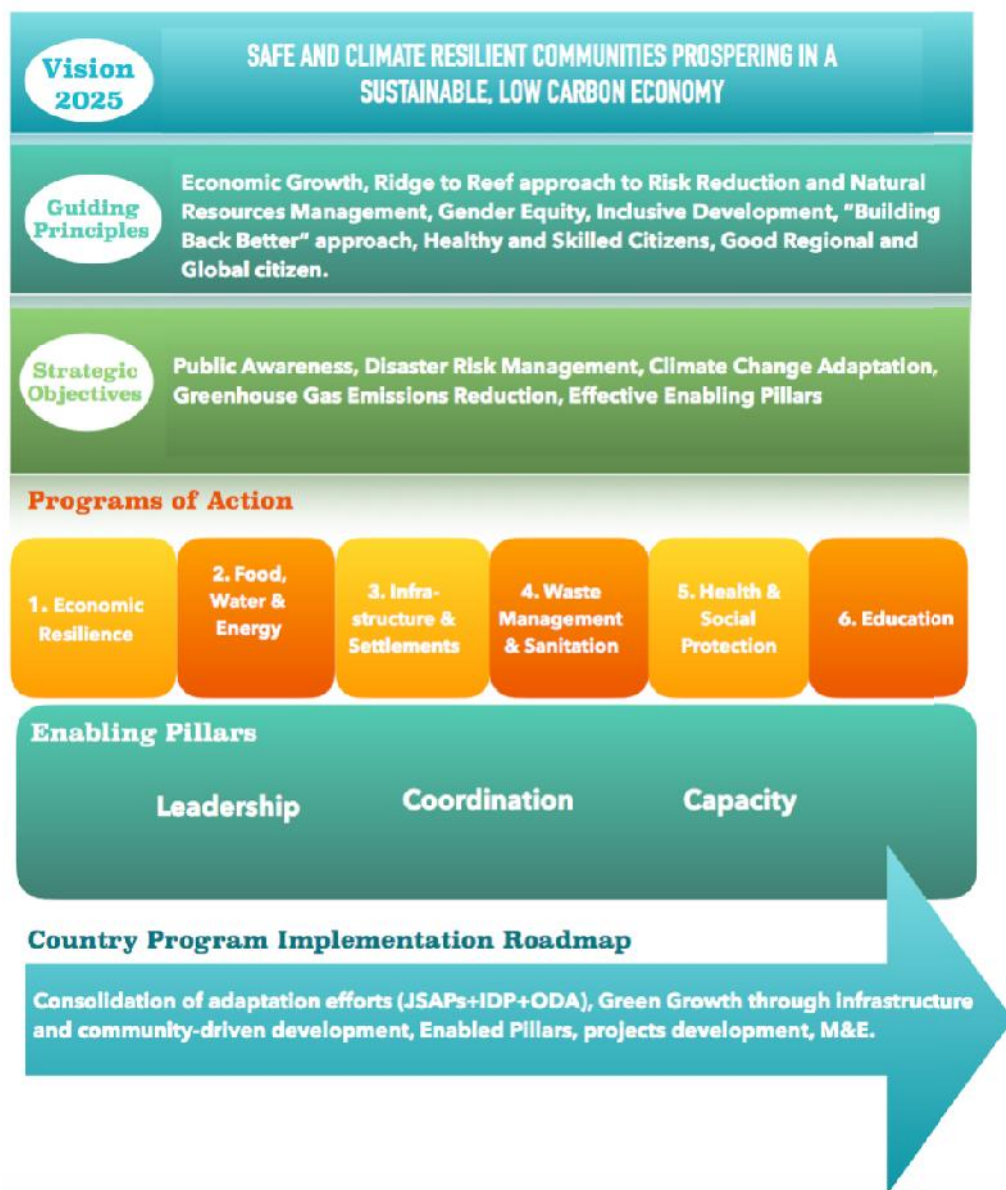 Vision
2025
SAFE AND CLIMATE RESILIENT COMMUNITIES PROSPERING IN A
SUSTAINABLE, LOW CARBON ECONOMY
Guiding
Principles
Economic Growth, Ridge to Reef approach to Risk Reduction and Natural
Resources Management, Gender Equity, Inclusive Development, "Building
Back Better" approach, Healthy and Skilled Citizens, Good Regional and
Global citizen.
Strategic
Objectives
Public Awareness, Disaster Risk Management, Climate Change Adaptation,
Greenhouse Gas Emissions Reduction, Effective Enabling Pillars
Programs of Action
1. Economic
Resilience
2. Food,
Water &
Energy
3. Infra-
structure &
Settlements
4. Waste
Management
& Sanitation
5. Health &
Social
Protection
6. Education
Enabling Pillars
Leadership
Coordination
Capacity
Country Program Implementation Roadmap
Consolidation of adaptation efforts (JSAPs+IDP+ODA), Green Growth through infrastructure
and community-driven development, Enabled Pillars, projects development, M&E.